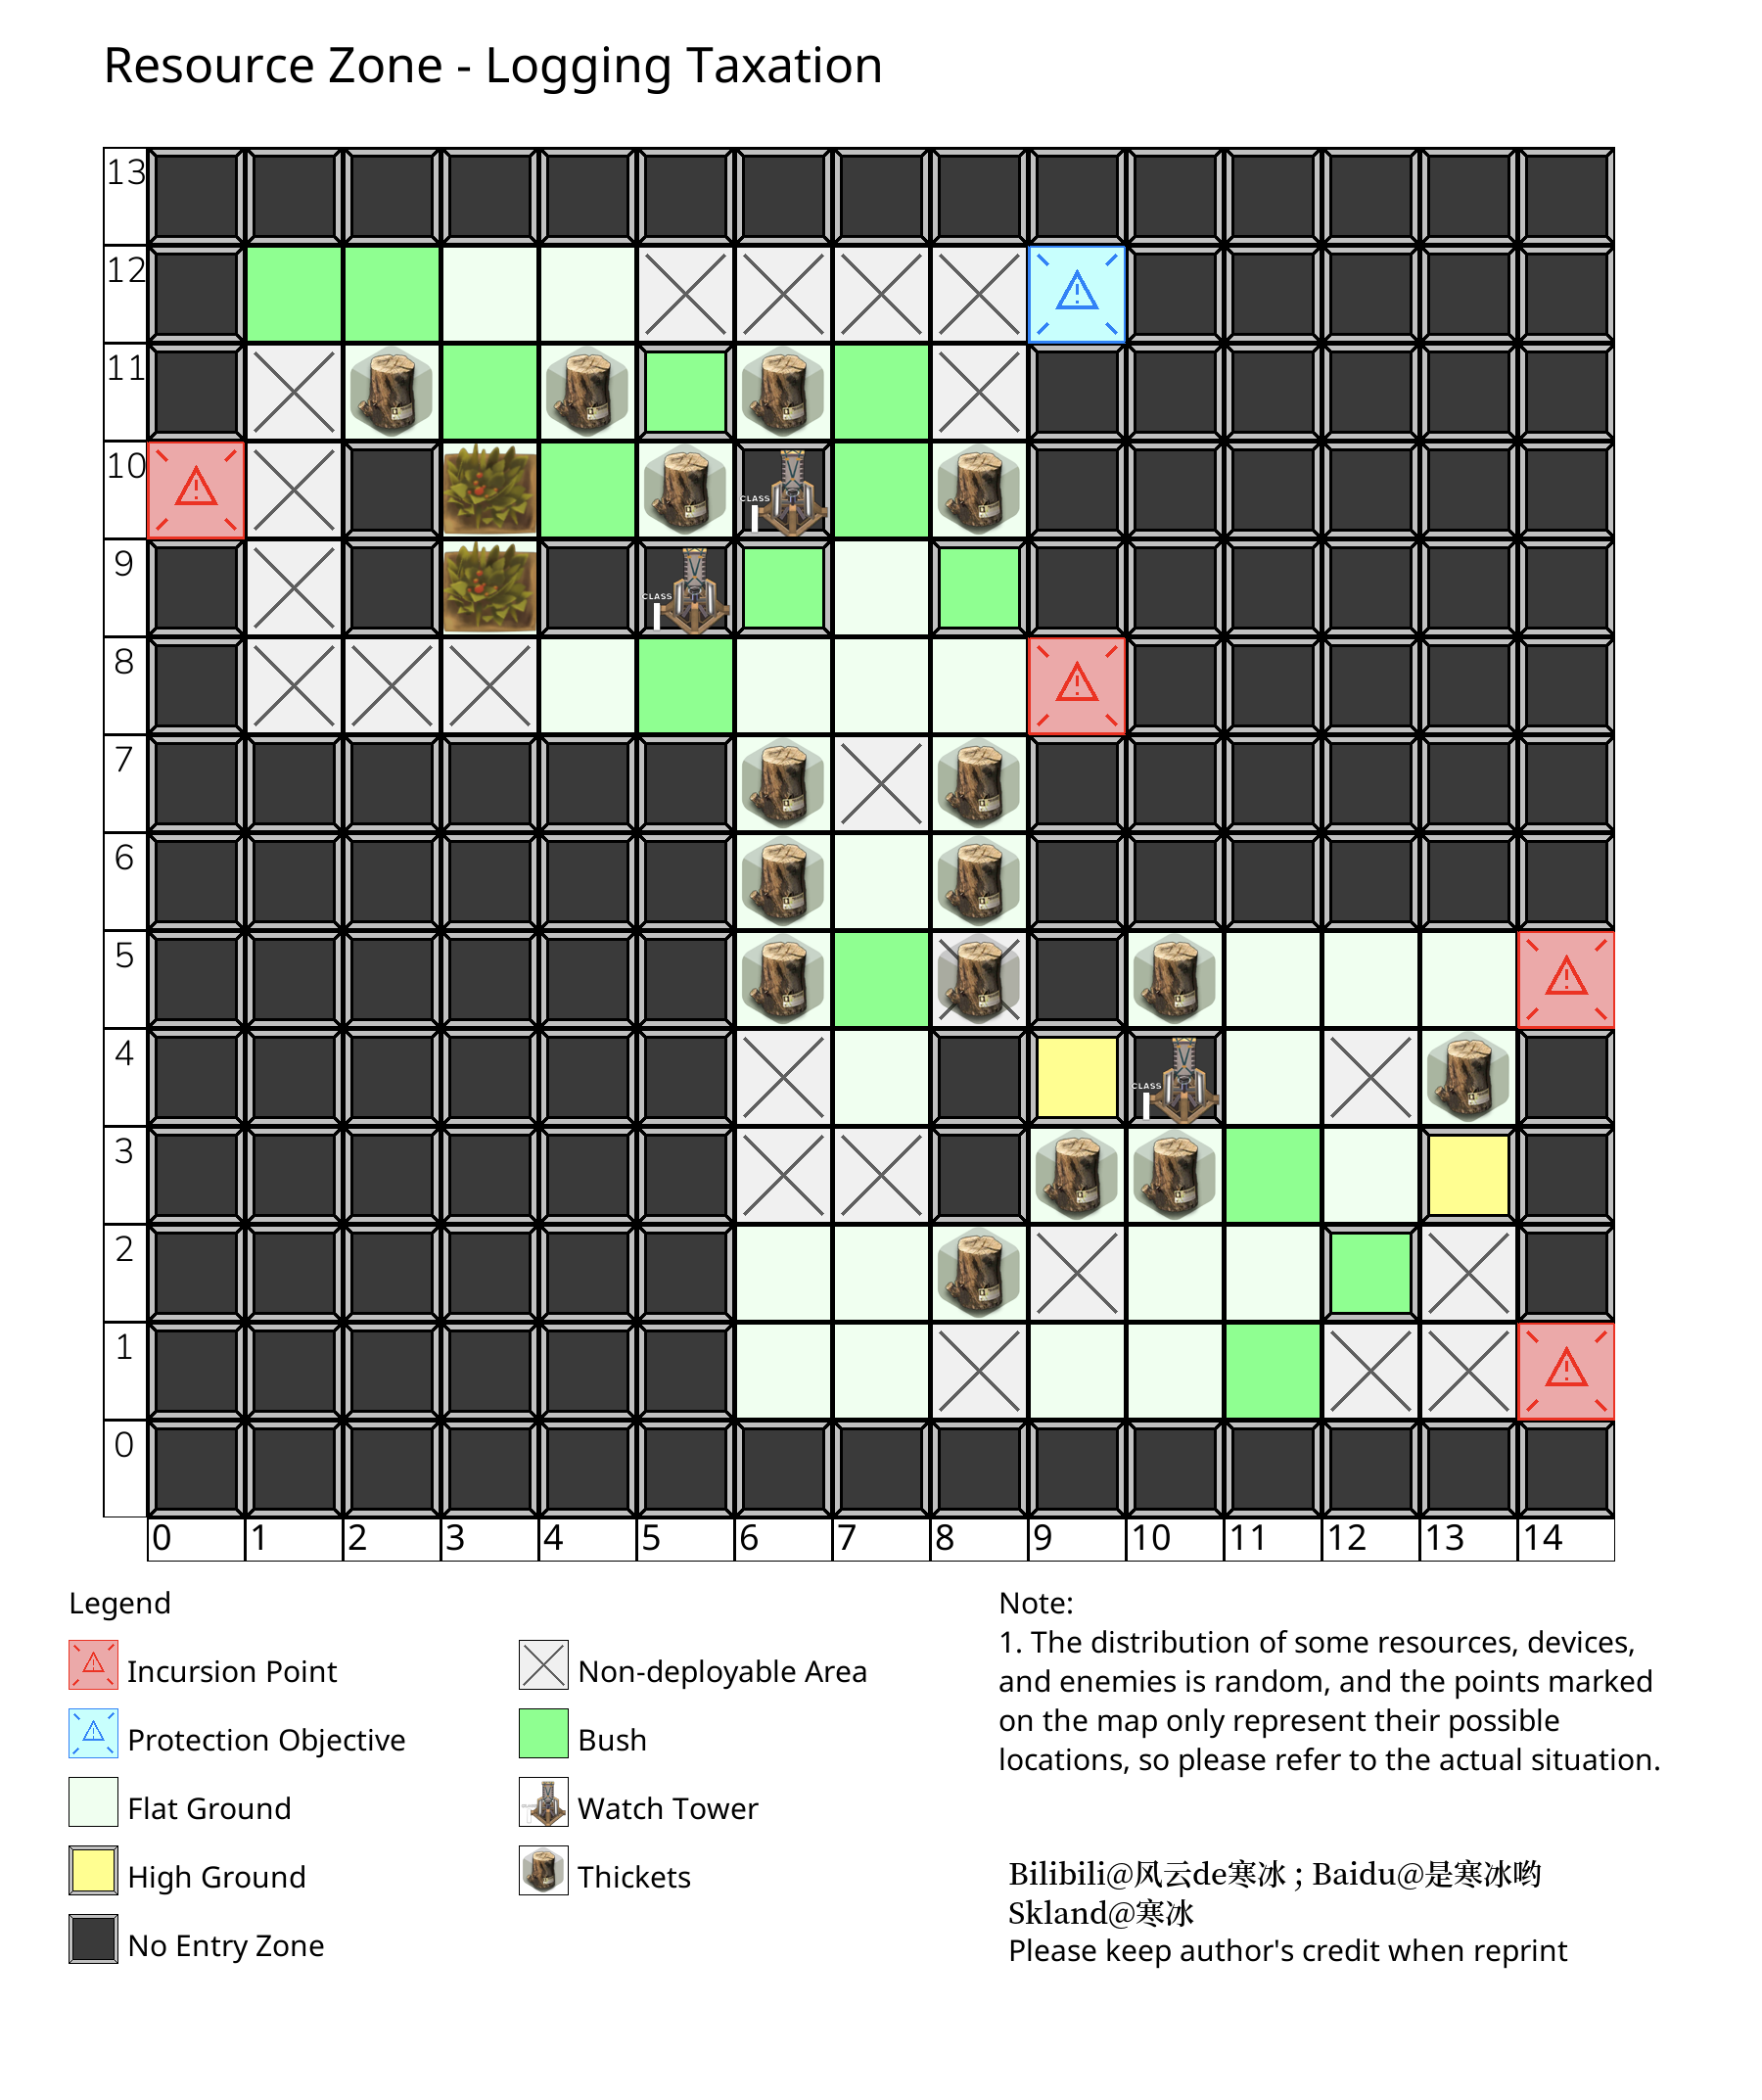 Resource Zone - Logging Taxation
13
12
11
10
CLASS
9
CLASS
8
7
6
5
4
CLASS
3
2
1
0
0 1 2 3 4 5 6 7 8 9 10 11 12 13 14
Legend
Incursion Point
Protection Objective
Flat Ground
High Ground
No Entry Zone
Non-deployable Area
Bush
Watch Tower
Thickets
Note:
1. The distribution of some resources, devices,
and enemies is random, and the points marked
on the map only represent their possible
locations, so please refer to the actual situation.
Bilibili@风云de寒冰 ; Baidu@是寒冰哟
Skland@寒冰
Please keep author's credit when reprint